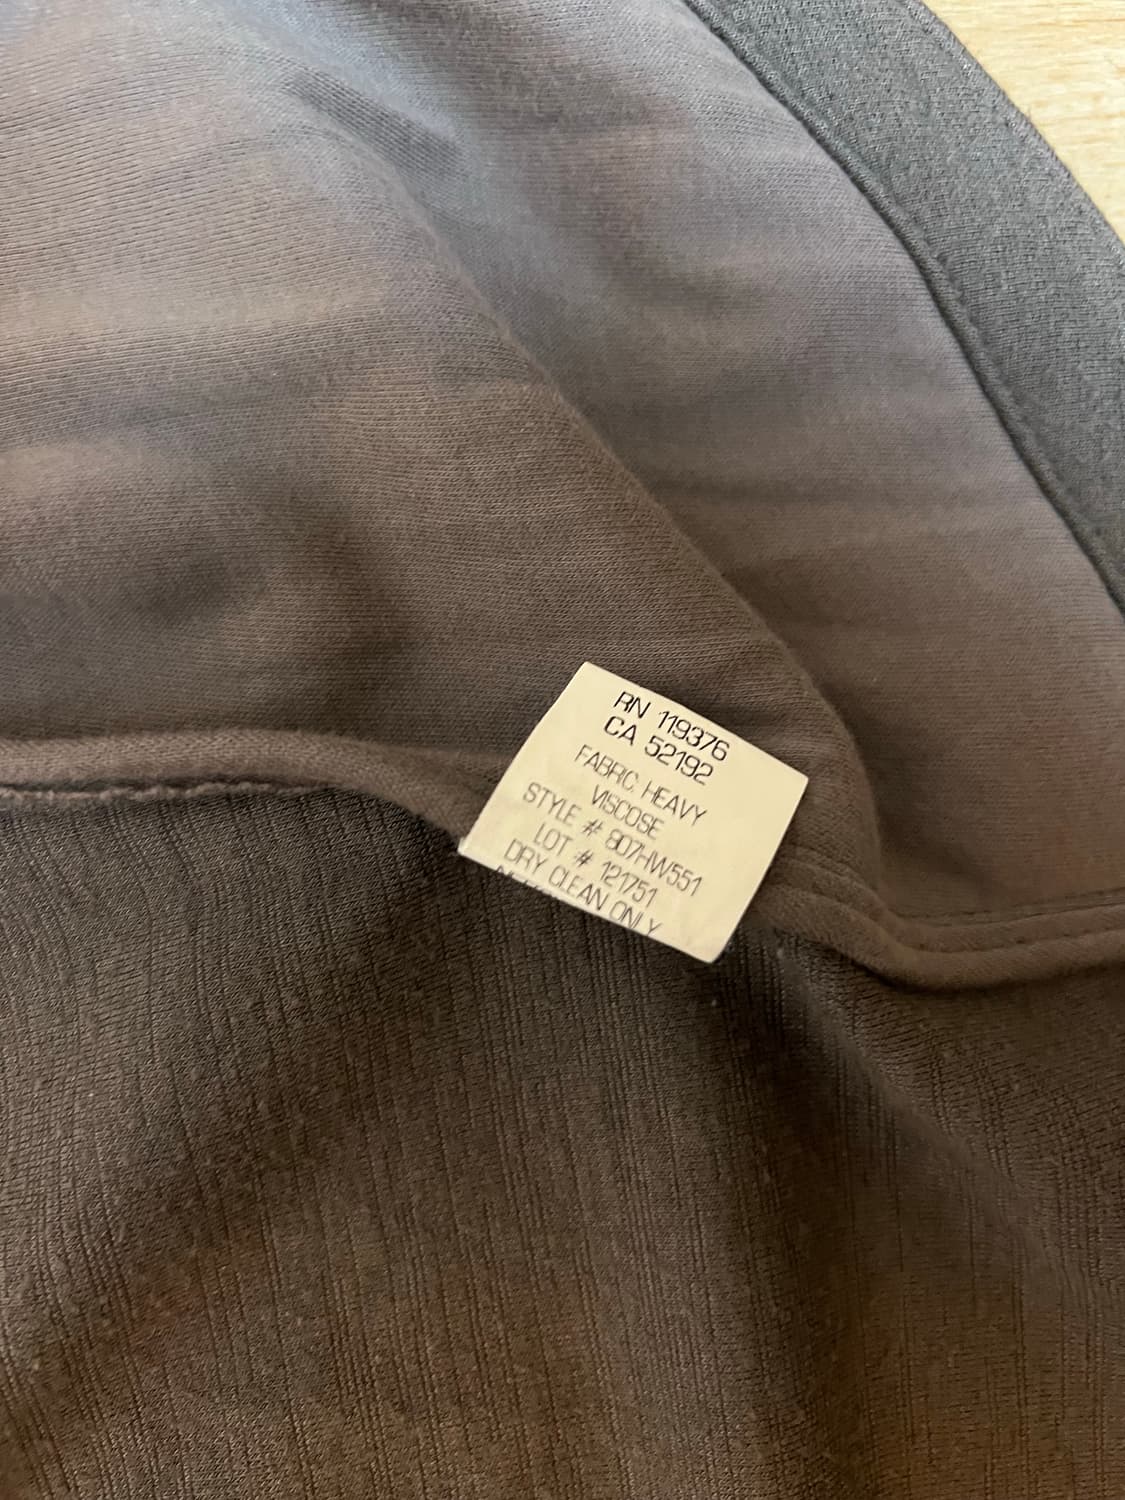 RN 119376
CA 52192
FABRC, HEAVY
VISCOSE
STYLE # 807HW551
LOT # 121751
DRY CLEAN ONLY